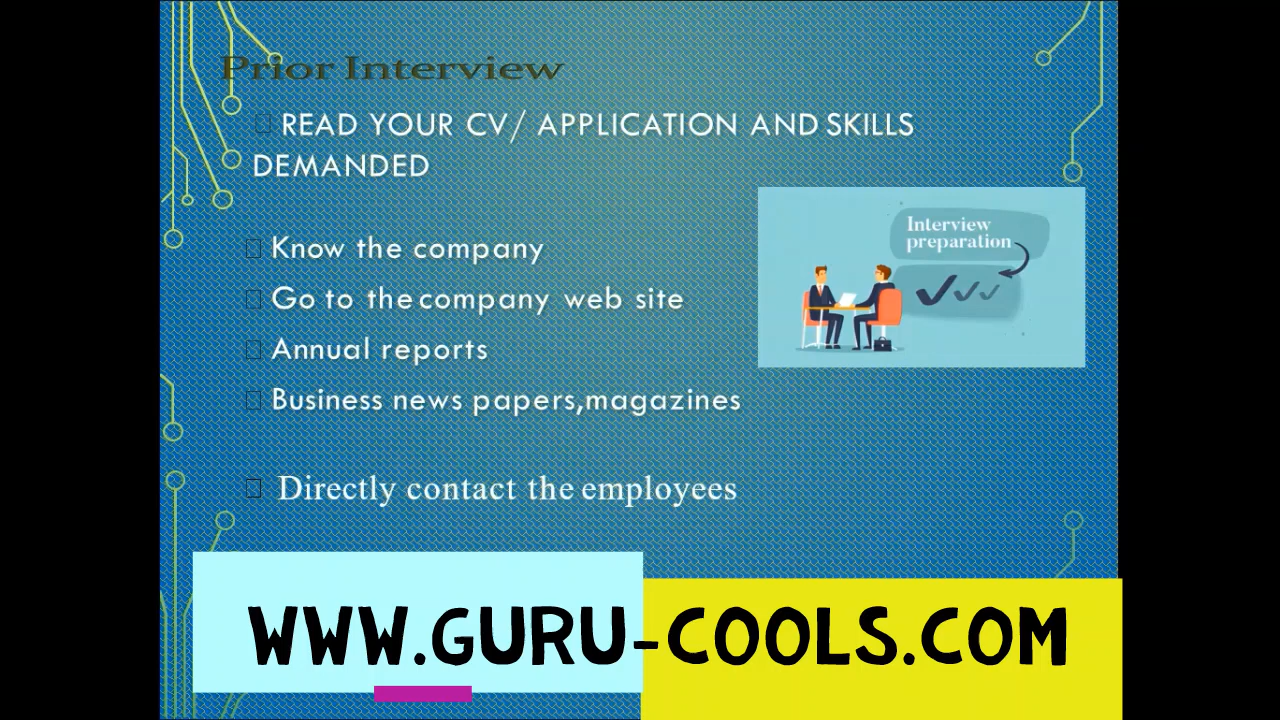 Prior Interview
READ YOUR CV/ APPLICATION AND SKILLS
DEMANDED
Interview
preparation
Know the company
Go to the company web site
Annual reports
Business news papers,magazines
Directly contact the employees
WWW.GURU-COOLS.COM